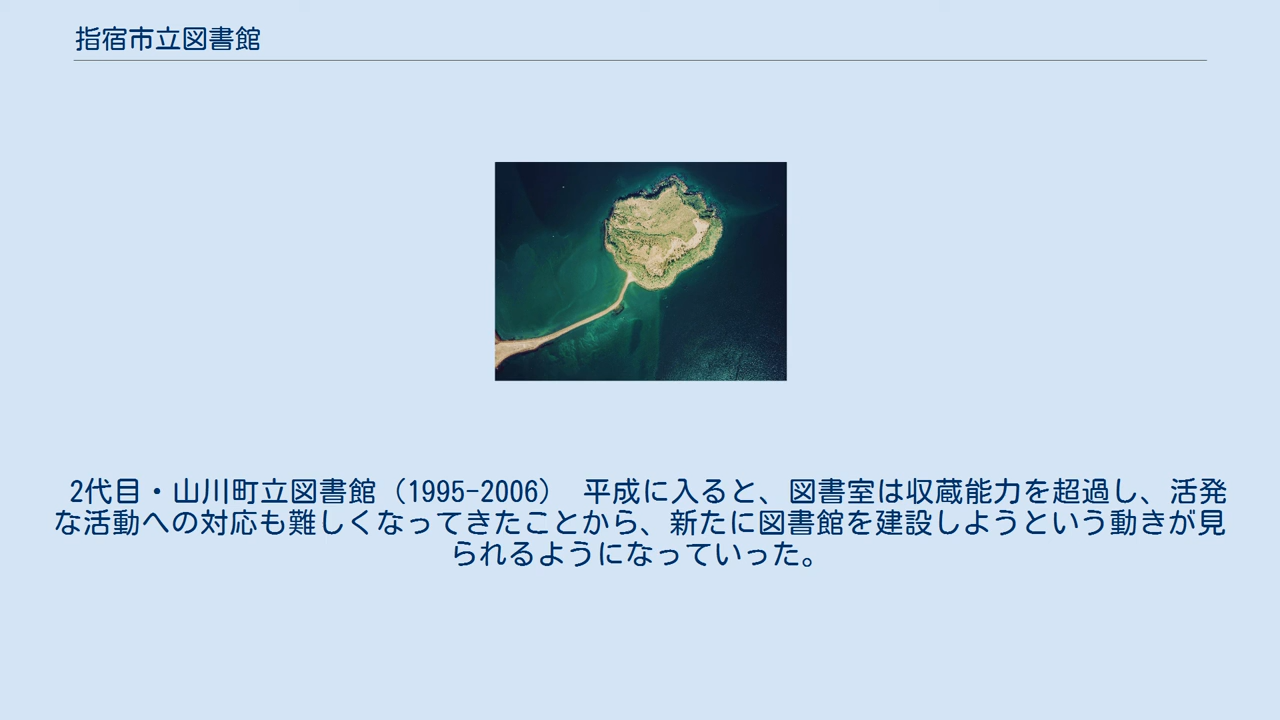 指宿市立図書館
2代目・山川町立図書館（1995-2006）　平成に入ると、図書室は収蔵能力を超過し、活発
な活動への対応も難しくなってきたことから、新たに図書館を建設しようという動きが見
られるようになっていった。